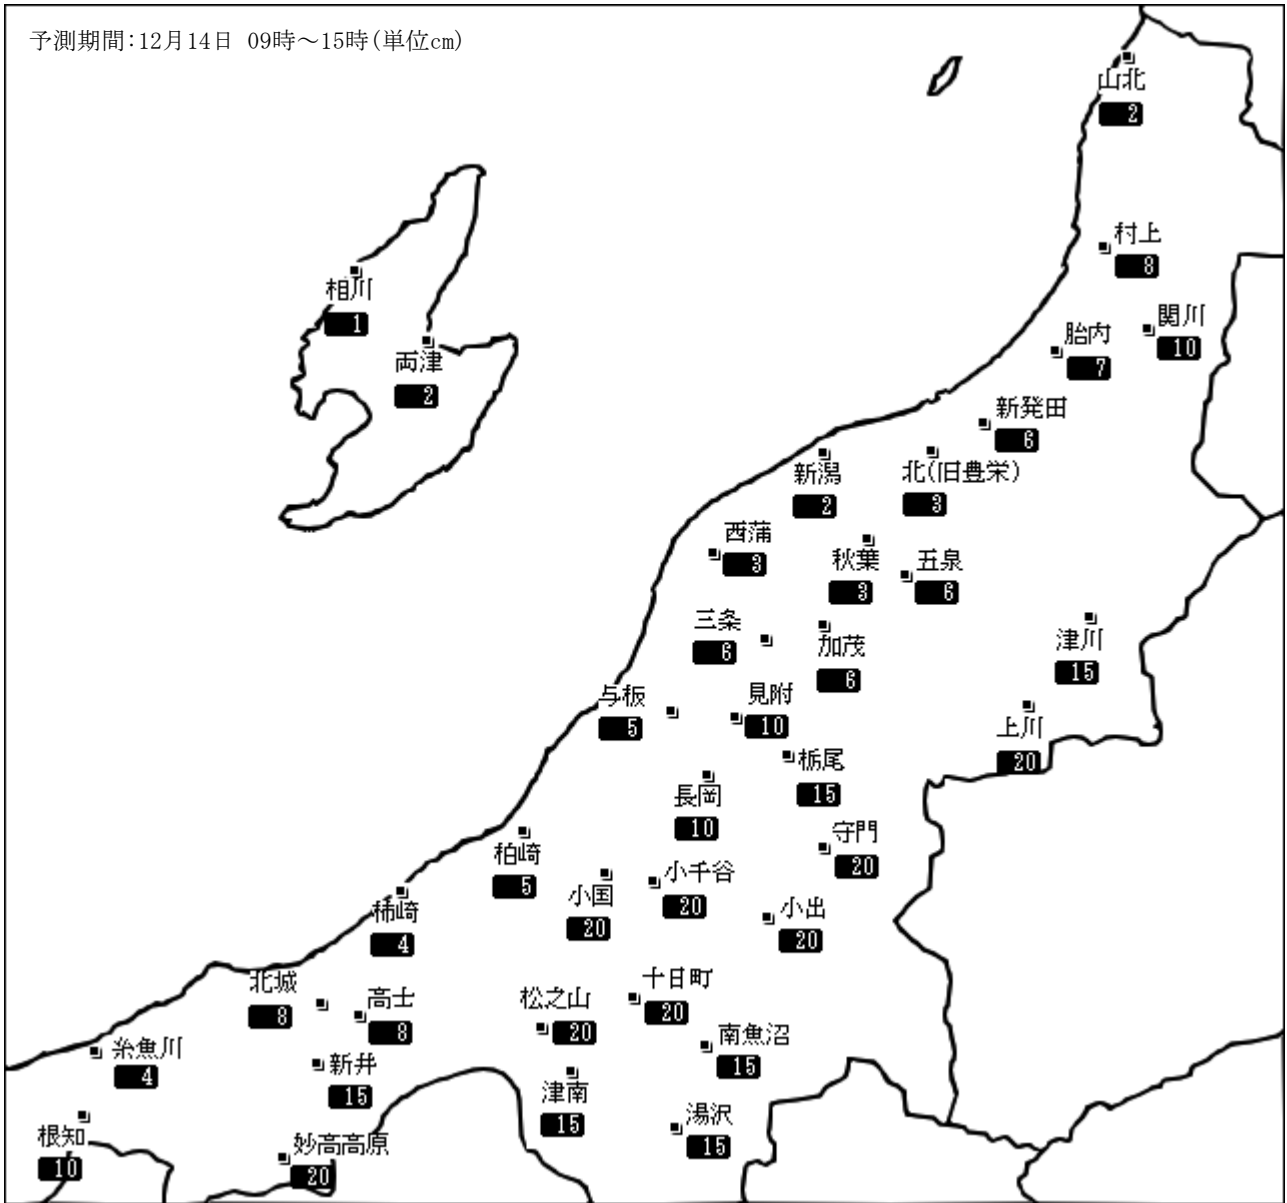 予測期間:12月14日 09時～15時(単位cm)
山北
2
村上
8
関川
10
胎内
7
新発田
6
相川
1
両津
2
新潟
2
北(旧豊栄)
3
西蒲
3
秋葉
3
五泉
6
三条
6
加茂
6
津川
15
与板
5
見附
10
上川
20
栃尾
15
長岡
10
守門
20
柏崎
5
小国
20
小千谷
20
小出
20
柿崎
4
北城
8
高士
8
松之山
20
十日町
20
南魚沼
15
糸魚川
4
新井
15
津南
15
湯沢
15
根知
10
妙高高原
20